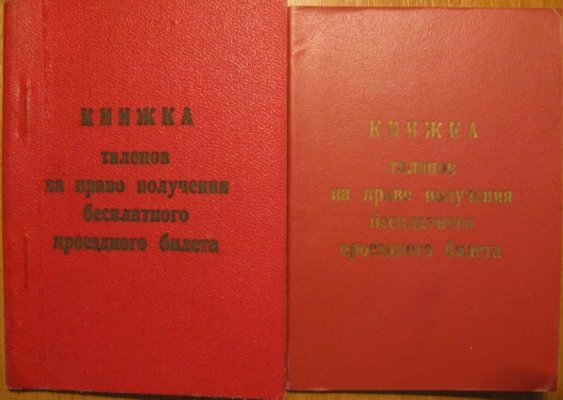 КНИЖКА
талонов
на право получения
бесплатного
проездного билета
КНИЖКА
талонов
на право получения
бесплатного
проездного билета